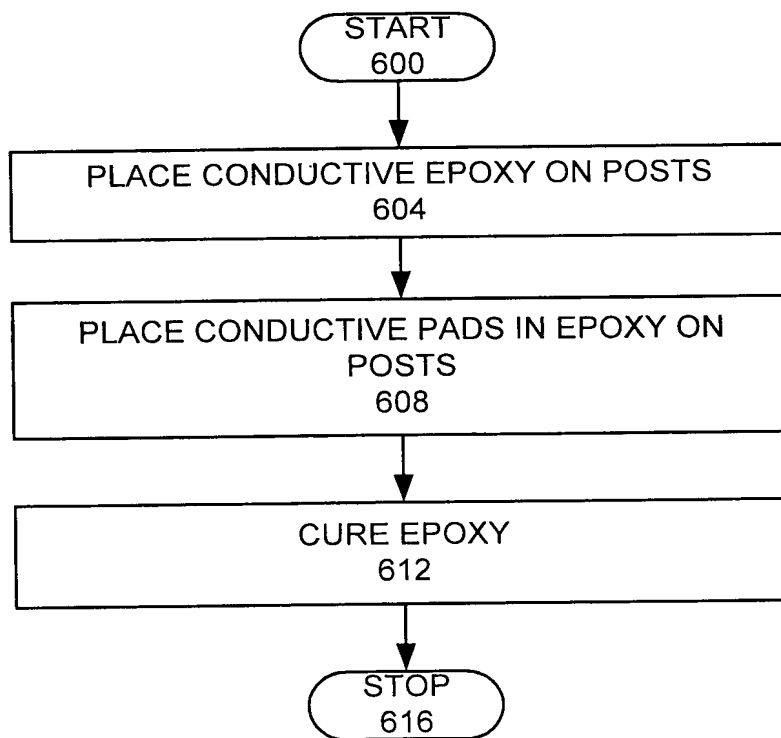 START
600
PLACE CONDUCTIVE EPOXY ON POSTS
604
PLACE CONDUCTIVE PADS IN EPOXY ON
POSTS
608
CURE EPOXY
612
STOP
616